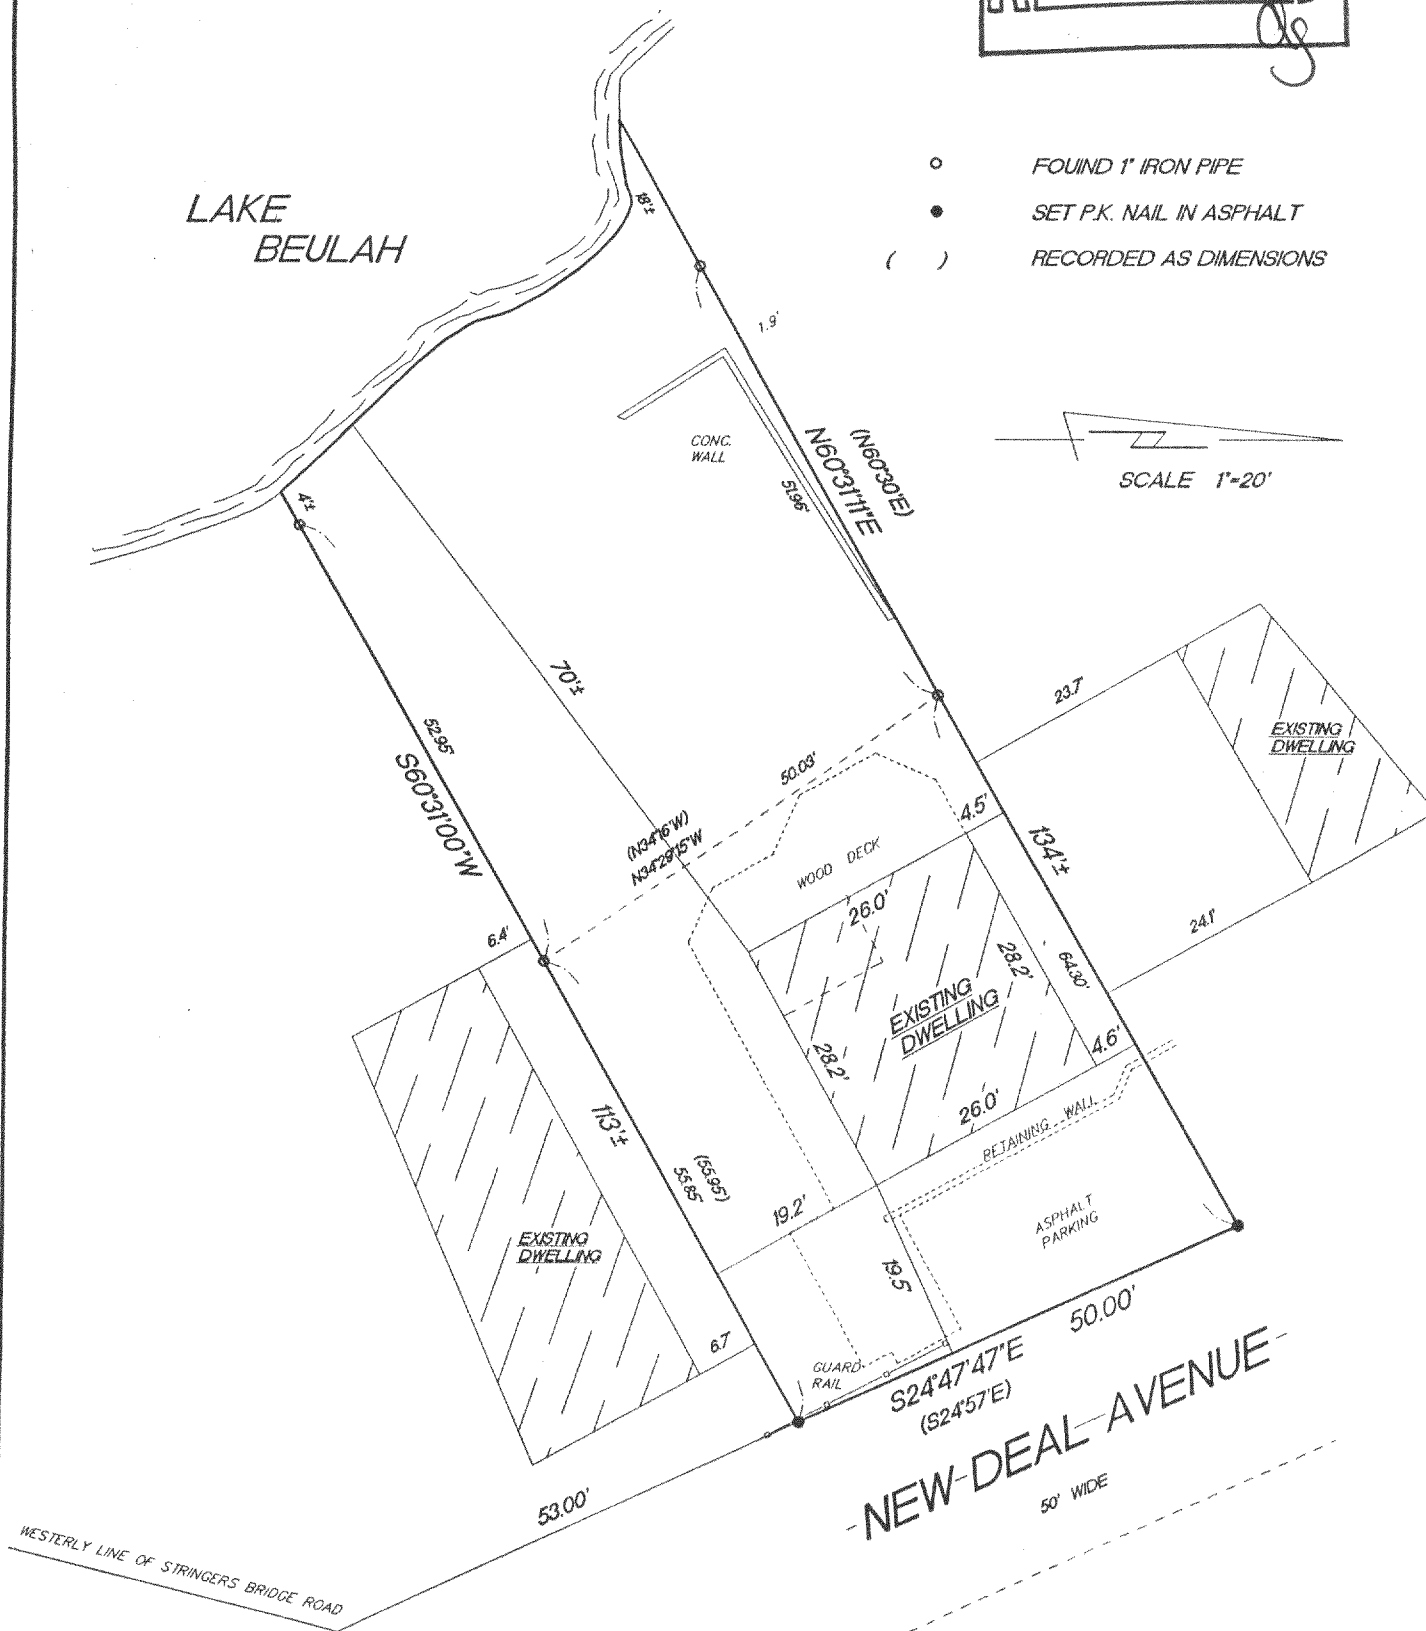 FOUIND 1" IRON PIPE
SET P.K. NAIL IN ASPHALT
( ) RECORDED AS DIMENSIONS
LAKE
BEULAH
18'±
1.9'
SCALE 1"=20'
CONC.
WALL
51.96'
(N60°30'E)
N60°31'11"E
4'±
70'±
52.95'
S60°31'00"W
23.7'
EXISTING
DWELLING
50.03'
(N34°16'W)
N34°29'15"W
4.5'
134'±
WOOD DECK
26.0'
24.1'
6.4'
28.2'
64.30'
EXISTING
DWELLING
28.2'
4.6'
26.0'
RETAINING WALL
113'±
(55.95')
55.85'
19.2'
ASPHALT
PARKING
EXISTING
DWELLING
19.5'
50.00'
6.7'
GUARD
RAIL
S24°47'47"E
(S24°57'E)
NEW DEAL AVENUE
50' WIDE
53.00'
WESTERLY LINE OF STRINGERS BRIDGE ROAD